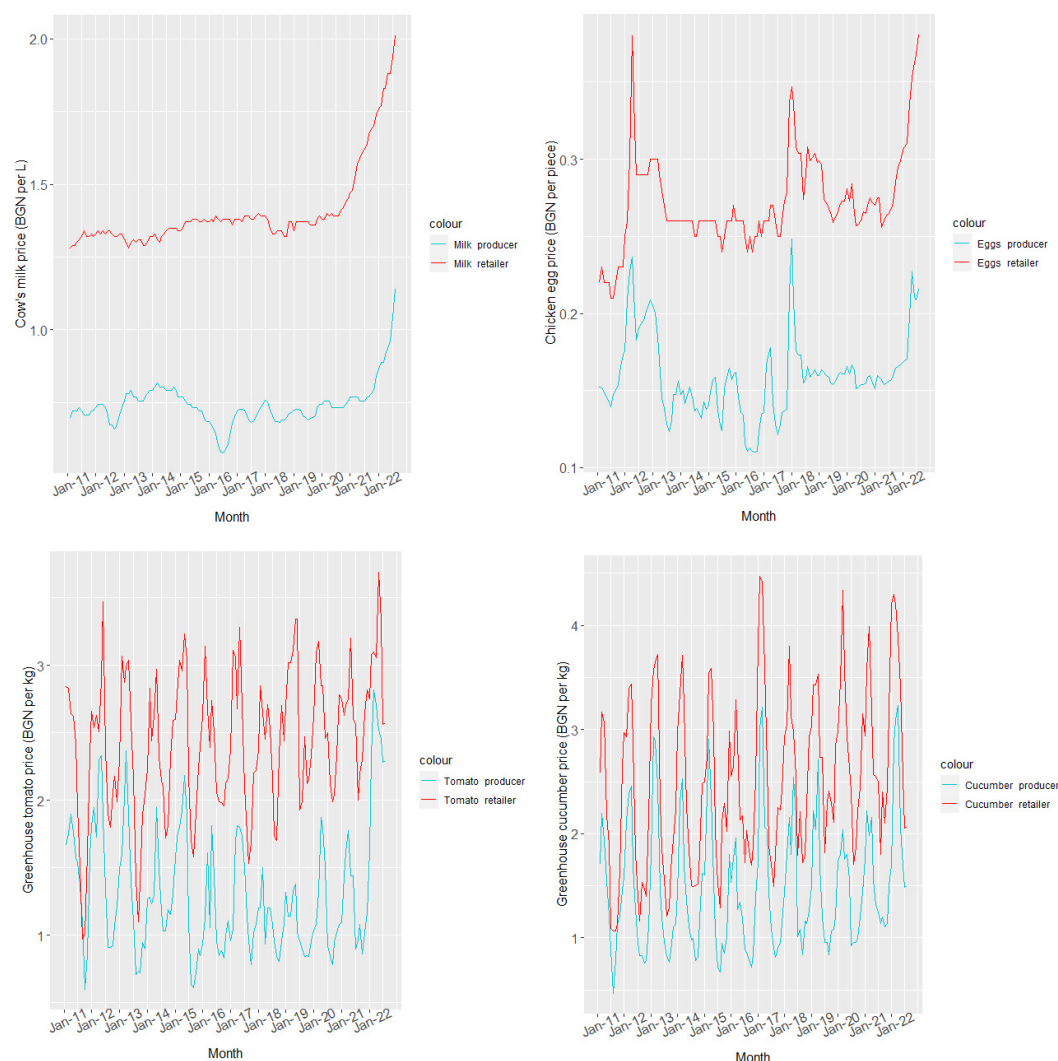 Cow's milk price (BGN per L)
2.0
1.5
1.0
Jan-11
Jan-12
Jan-13
Jan-14
Jan-15
Jan-16
Jan-17
Jan-18
Jan-19
Jan-20
Jan-21
Jan-22
Month
colour
Milk producer
Milk retailer
Chicken egg price (BGN per piece)
0.3
0.2
0.1
Jan-11
Jan-12
Jan-13
Jan-14
Jan-15
Jan-16
Jan-17
Jan-18
Jan-19
Jan-20
Jan-21
Jan-22
Month
colour
Eggs producer
Eggs retailer
Greenhouse tomato price (BGN per kg)
3
2
1
Jan-11
Jan-12
Jan-13
Jan-14
Jan-15
Jan-16
Jan-17
Jan-18
Jan-19
Jan-20
Jan-21
Jan-22
Month
colour
Tomato producer
Tomato retailer
Greenhouse cucumber price (BGN per kg)
4
3
2
1
Jan-11
Jan-12
Jan-13
Jan-14
Jan-15
Jan-16
Jan-17
Jan-18
Jan-19
Jan-20
Jan-21
Jan-22
Month
colour
Cucumber producer
Cucumber retailer